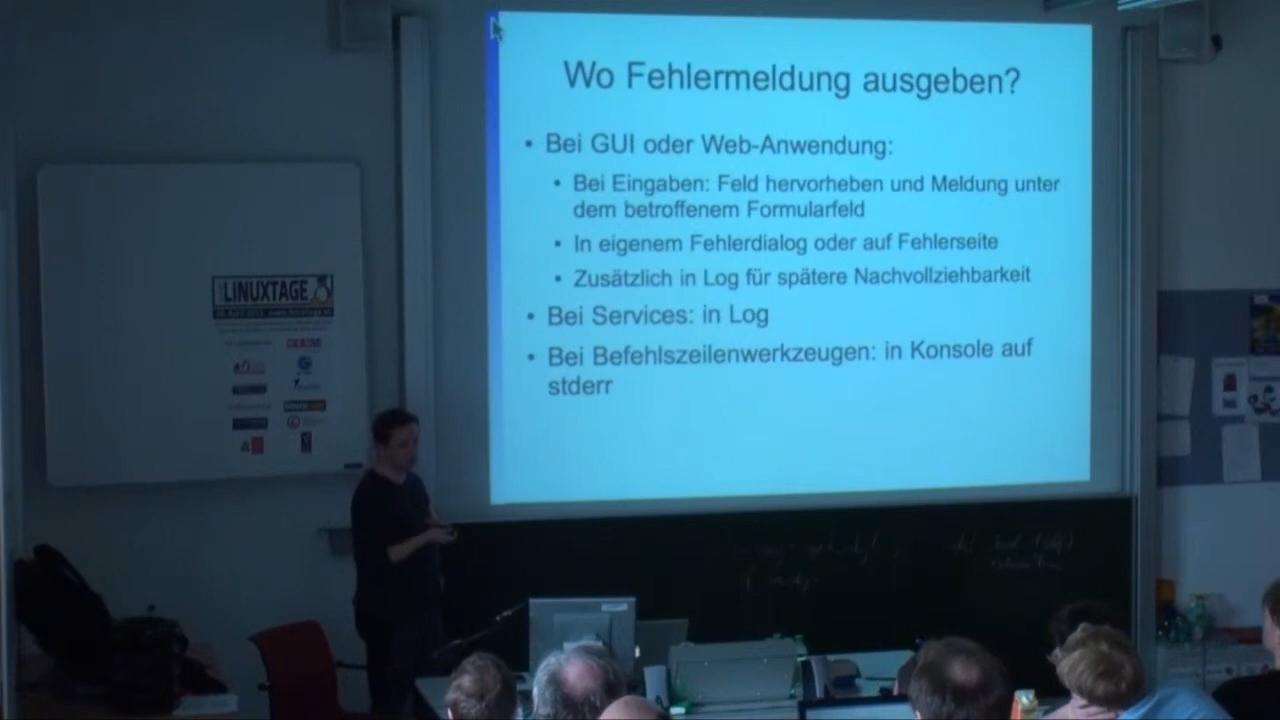 Wo Fehlermeldung ausgeben?
• Bei GUI oder Web-Anwendung:
• Bei Eingaben: Feld hervorheben und Meldung unter
dem betroffenem Formularfeld
• In eigenem Fehlerdialog oder auf Fehlerseite
• Zusätzlich in Log für spätere Nachvollziehbarkeit
• Bei Services: in Log
• Bei Befehlszeilenwerkzeugen: in Konsole auf
stderr
LINUXTAGE